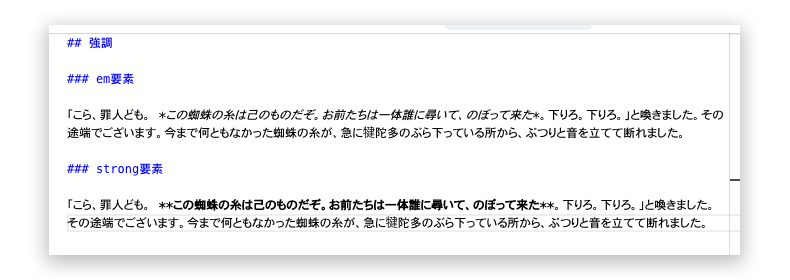 ## 強調
### em要素
「こら、罪人ども。 *この蜘蛛の糸は己のものだぞ。お前たちは一体誰に尋いて、のぼって来た*。下りろ。下りろ。」と喚きました。その
途端でございます。今まで何ともなかった蜘蛛の糸が、急に犍陀多のぶら下っている所から、ぶつりと音を立てて断れました。
### strong要素
「こら、罪人ども。 **この蜘蛛の糸は己のものだぞ。お前たちは一体誰に尋いて、のぼって来た**。下りろ。下りろ。」と喚きました。
その途端でございます。今まで何ともなかった蜘蛛の糸が、急に犍陀多のぶら下っている所から、ぶつりと音を立てて断れました。